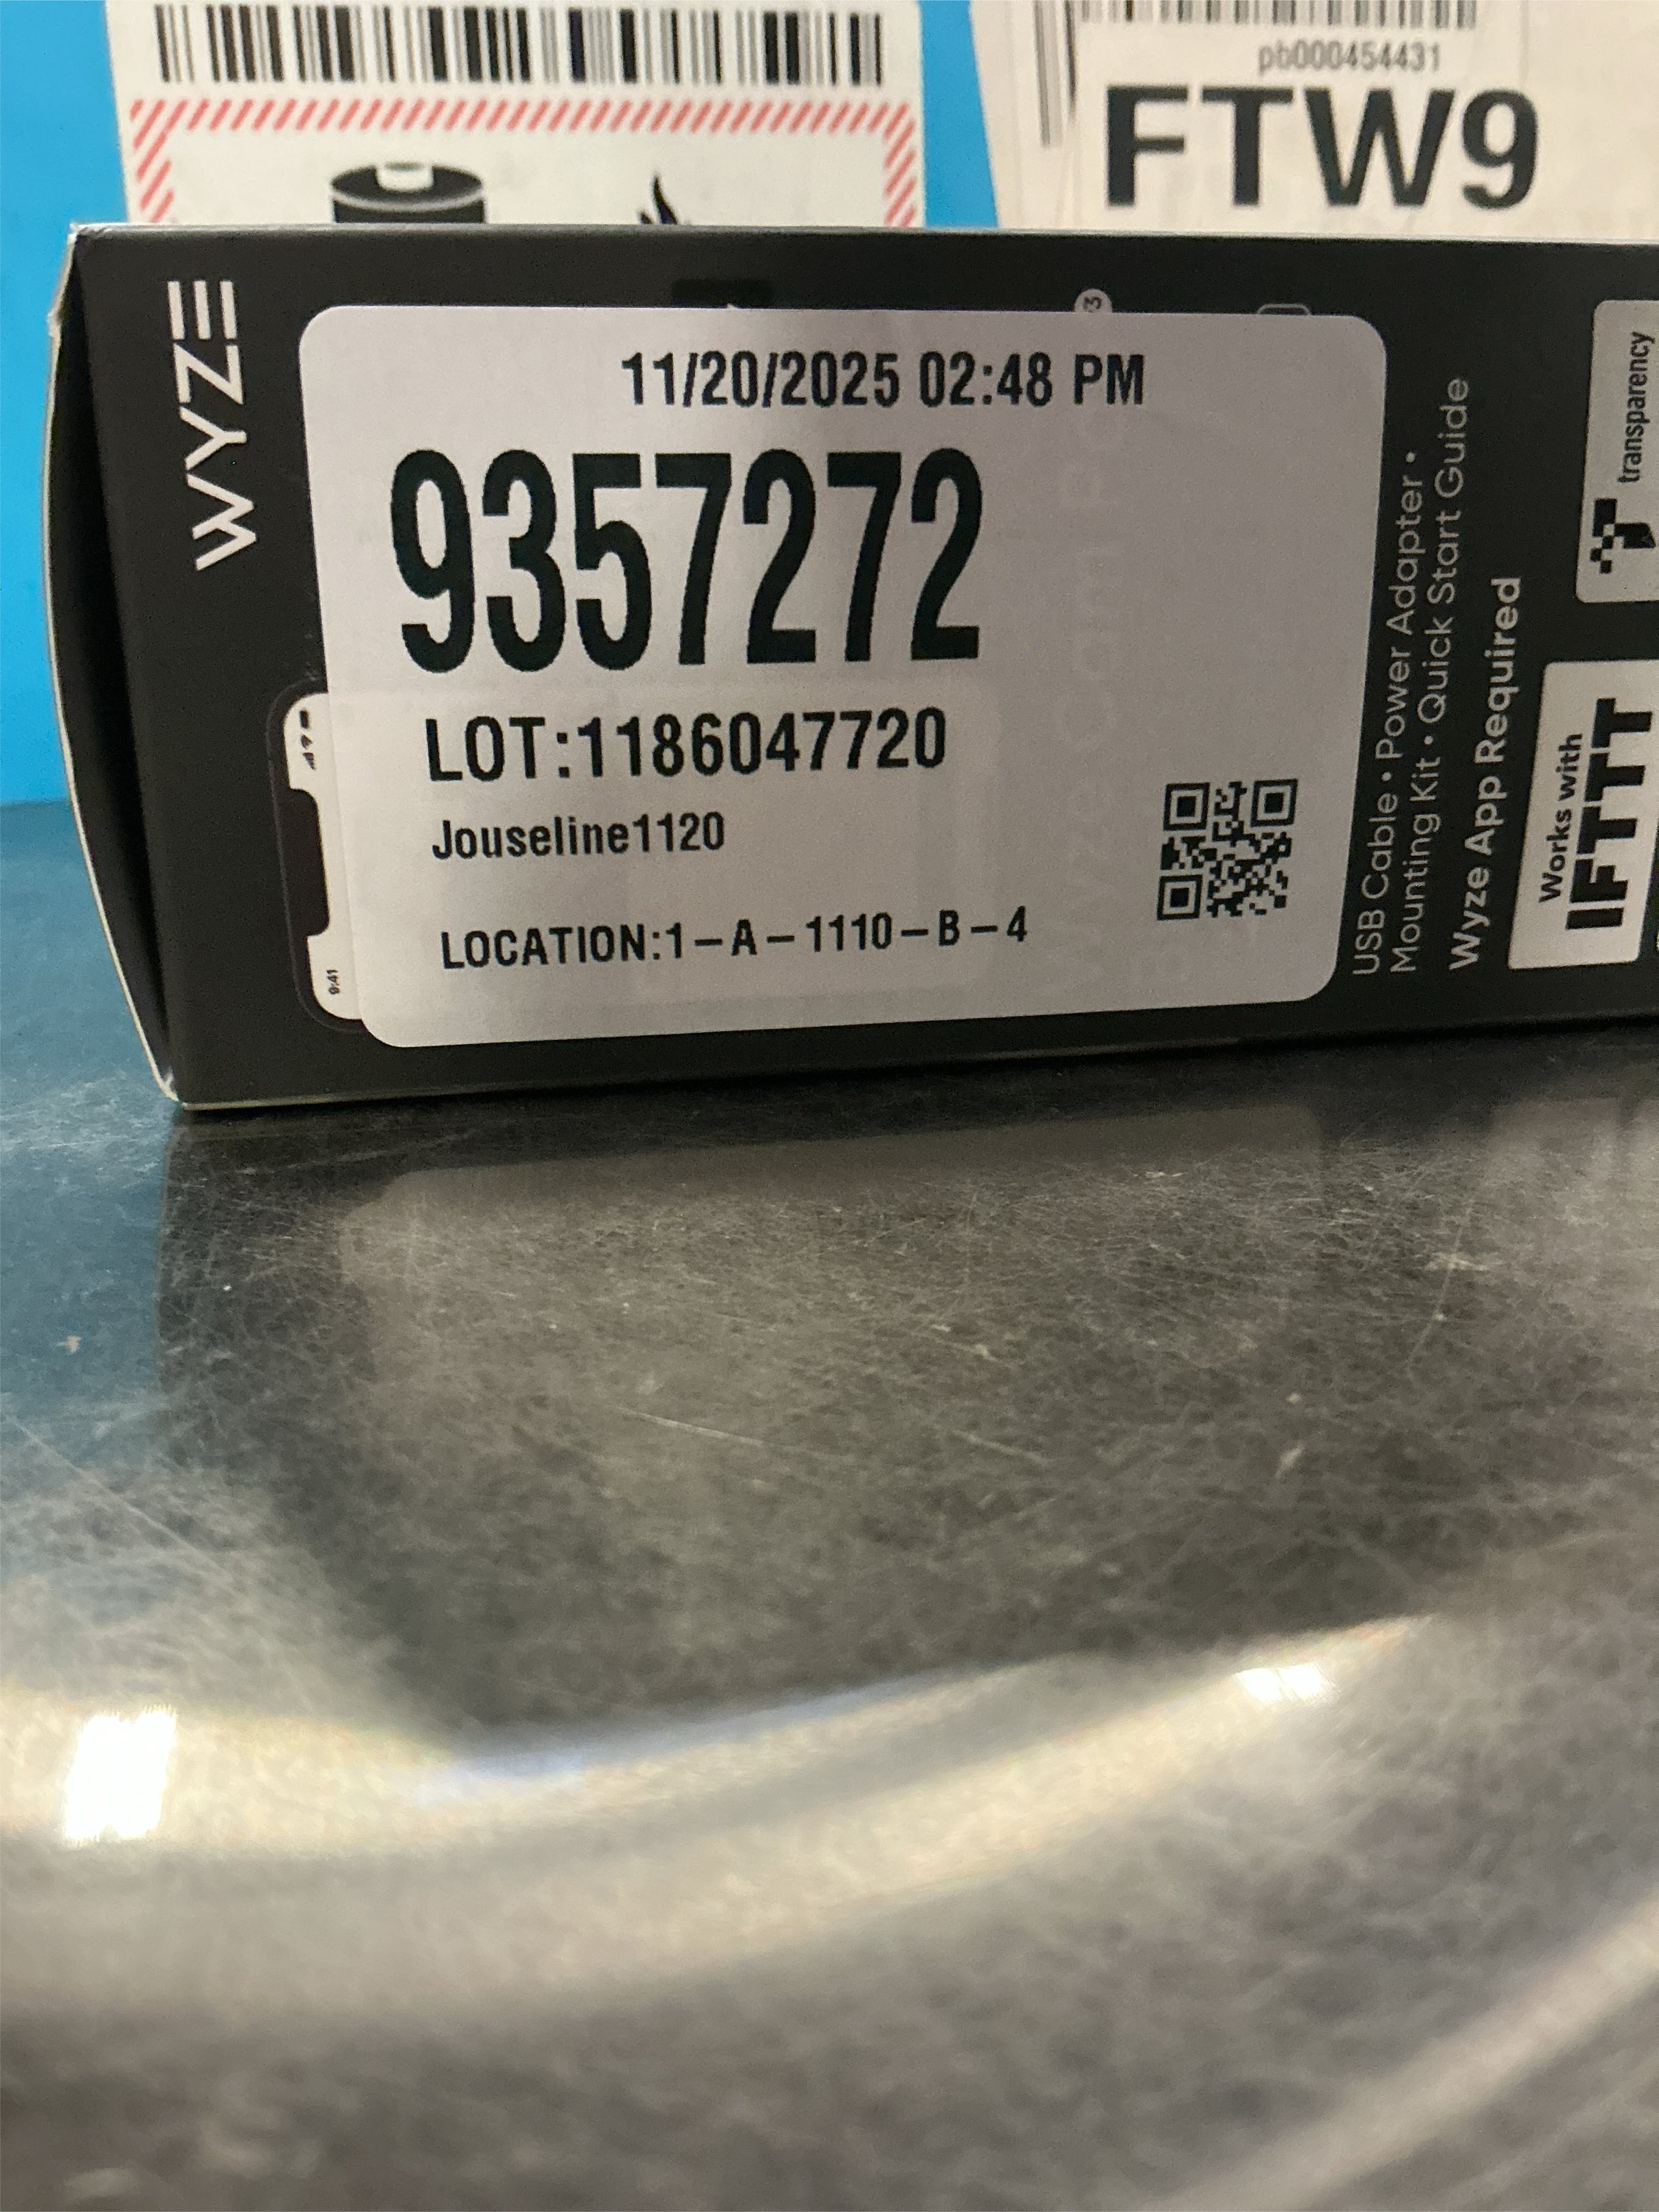 pb000454431
FTW9
WYZE
11/20/2025 02:48 PM
9357272
LOT:1186047720
Jouseline1120
LOCATION:1-A-1110-B-4
9:41
3
USB Cable • Power Adapter •
Mounting Kit • Quick Start Guide
Wyze App Required
transparency
Works with
IFTTT